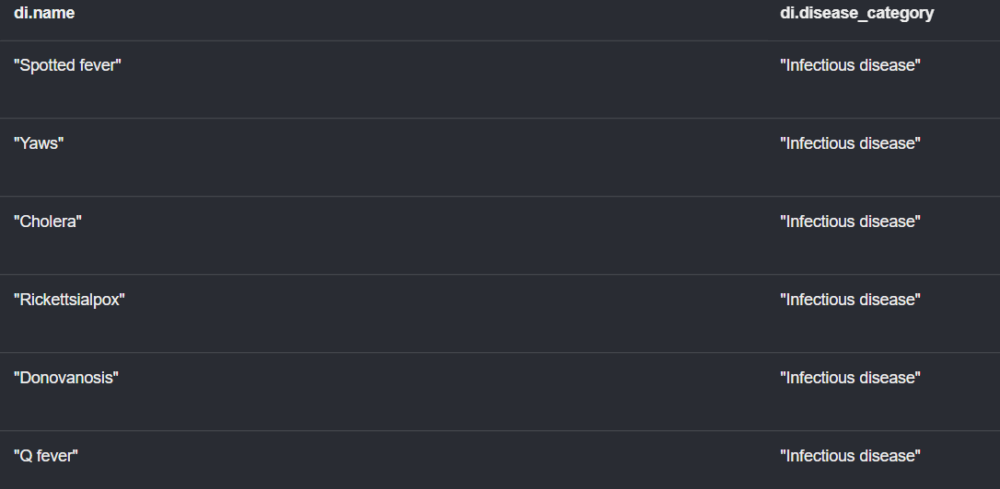 di.name di.disease_category
"Spotted fever" "Infectious disease"
"Yaws" "Infectious disease"
"Cholera" "Infectious disease"
"Rickettsialpox" "Infectious disease"
"Donovanosis" "Infectious disease"
"Q fever" "Infectious disease"